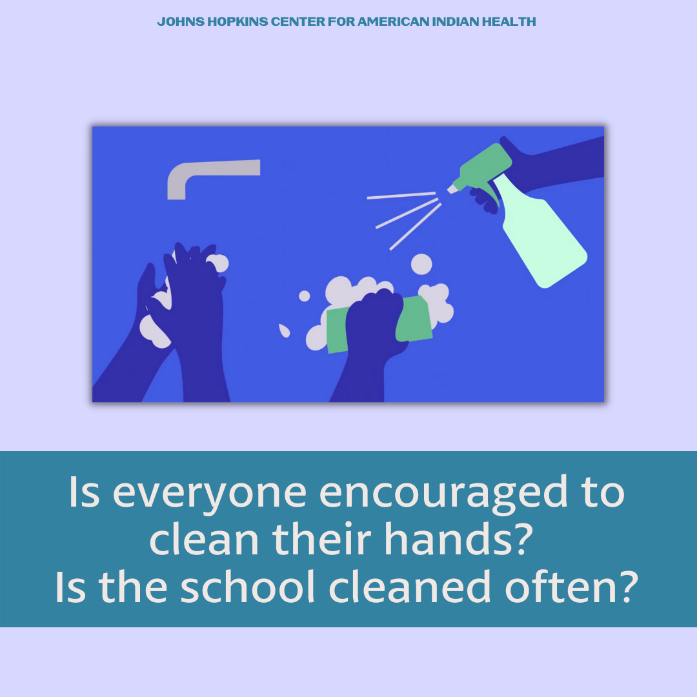 JOHNS HOPKINS CENTER FOR AMERICAN INDIAN HEALTH
Is everyone encouraged to
clean their hands?
Is the school cleaned often?